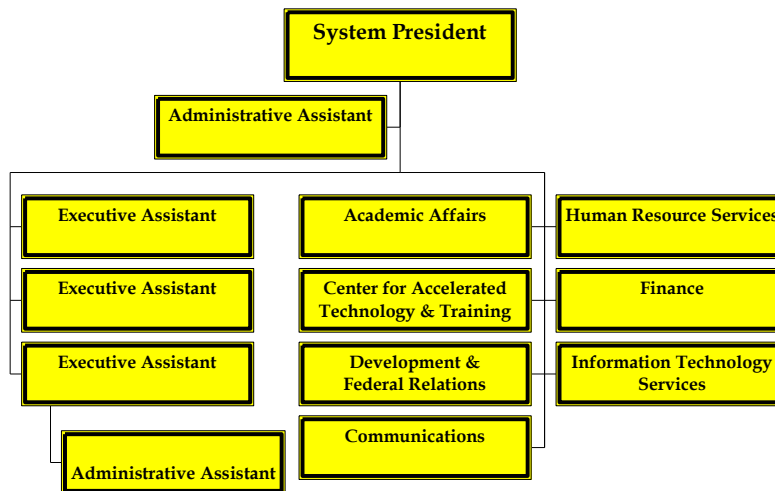 System President
Administrative Assistant
Executive Assistant
Academic Affairs
Human Resource Services
Executive Assistant
Center for Accelerated
Technology & Training
Finance
Executive Assistant
Development &
Federal Relations
Information Technology
Services
Communications
Administrative Assistant